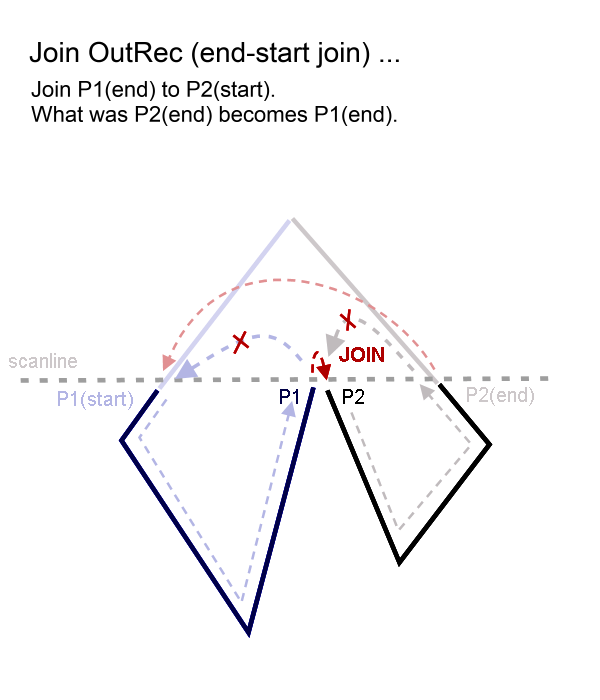 Join OutRec (end-start join) ...
Join P1(end) to P2(start).
What was P2(end) becomes P1(end).
scanline
JOIN
P1(start)
P1
P2
P2(end)